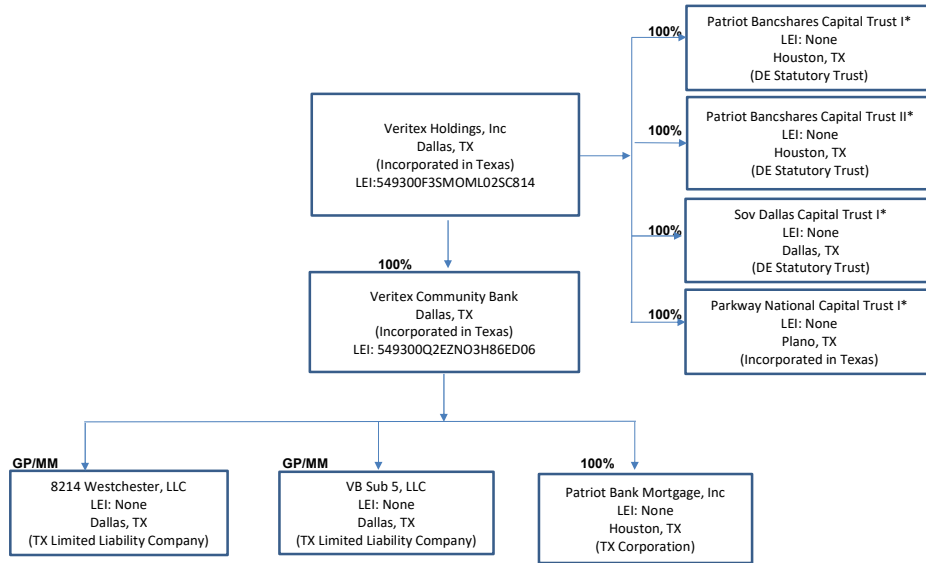 100%
Patriot Bancshares Capital Trust I*
LEI: None
Houston, TX
(DE Statutory Trust)
Veritex Holdings, Inc
Dallas, TX
(Incorporated in Texas)
LEI:549300F3SMOML02SC814
100%
Patriot Bancshares Capital Trust II*
LEI: None
Houston, TX
(DE Statutory Trust)
100%
Sov Dallas Capital Trust I*
LEI: None
Dallas, TX
(DE Statutory Trust)
100%
Parkway National Capital Trust I*
LEI: None
Plano, TX
(Incorporated in Texas)
100%
Veritex Community Bank
Dallas, TX
(Incorporated in Texas)
LEI: 549300Q2EZNO3H86ED06
GP/MM
8214 Westchester, LLC
LEI: None
Dallas, TX
(TX Limited Liability Company)
GP/MM
VB Sub 5, LLC
LEI: None
Dallas, TX
(TX Limited Liability Company)
100%
Patriot Bank Mortgage, Inc
LEI: None
Houston, TX
(TX Corporation)